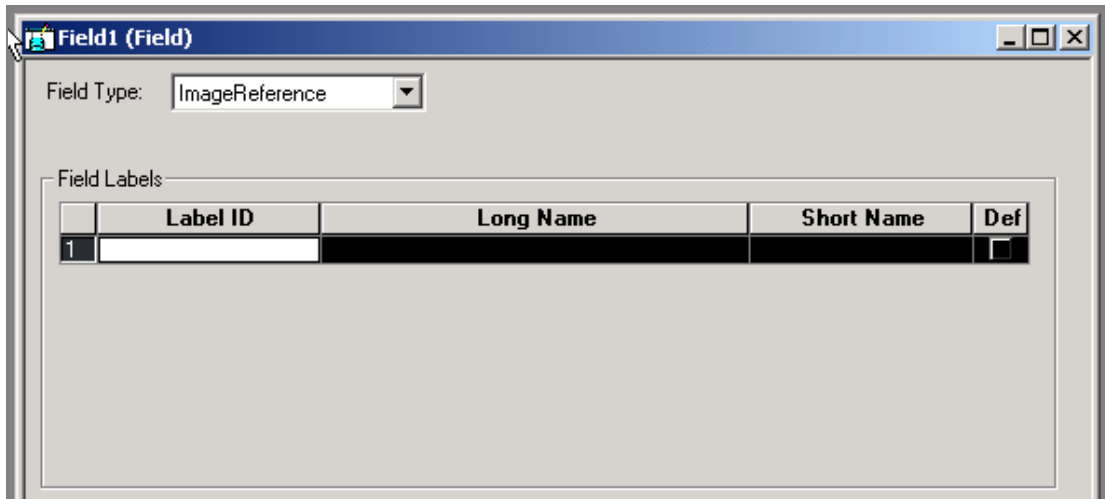 Field1 (Field)
Field Type: ImageReference
Field Labels
Label ID Long Name Short Name Def
1